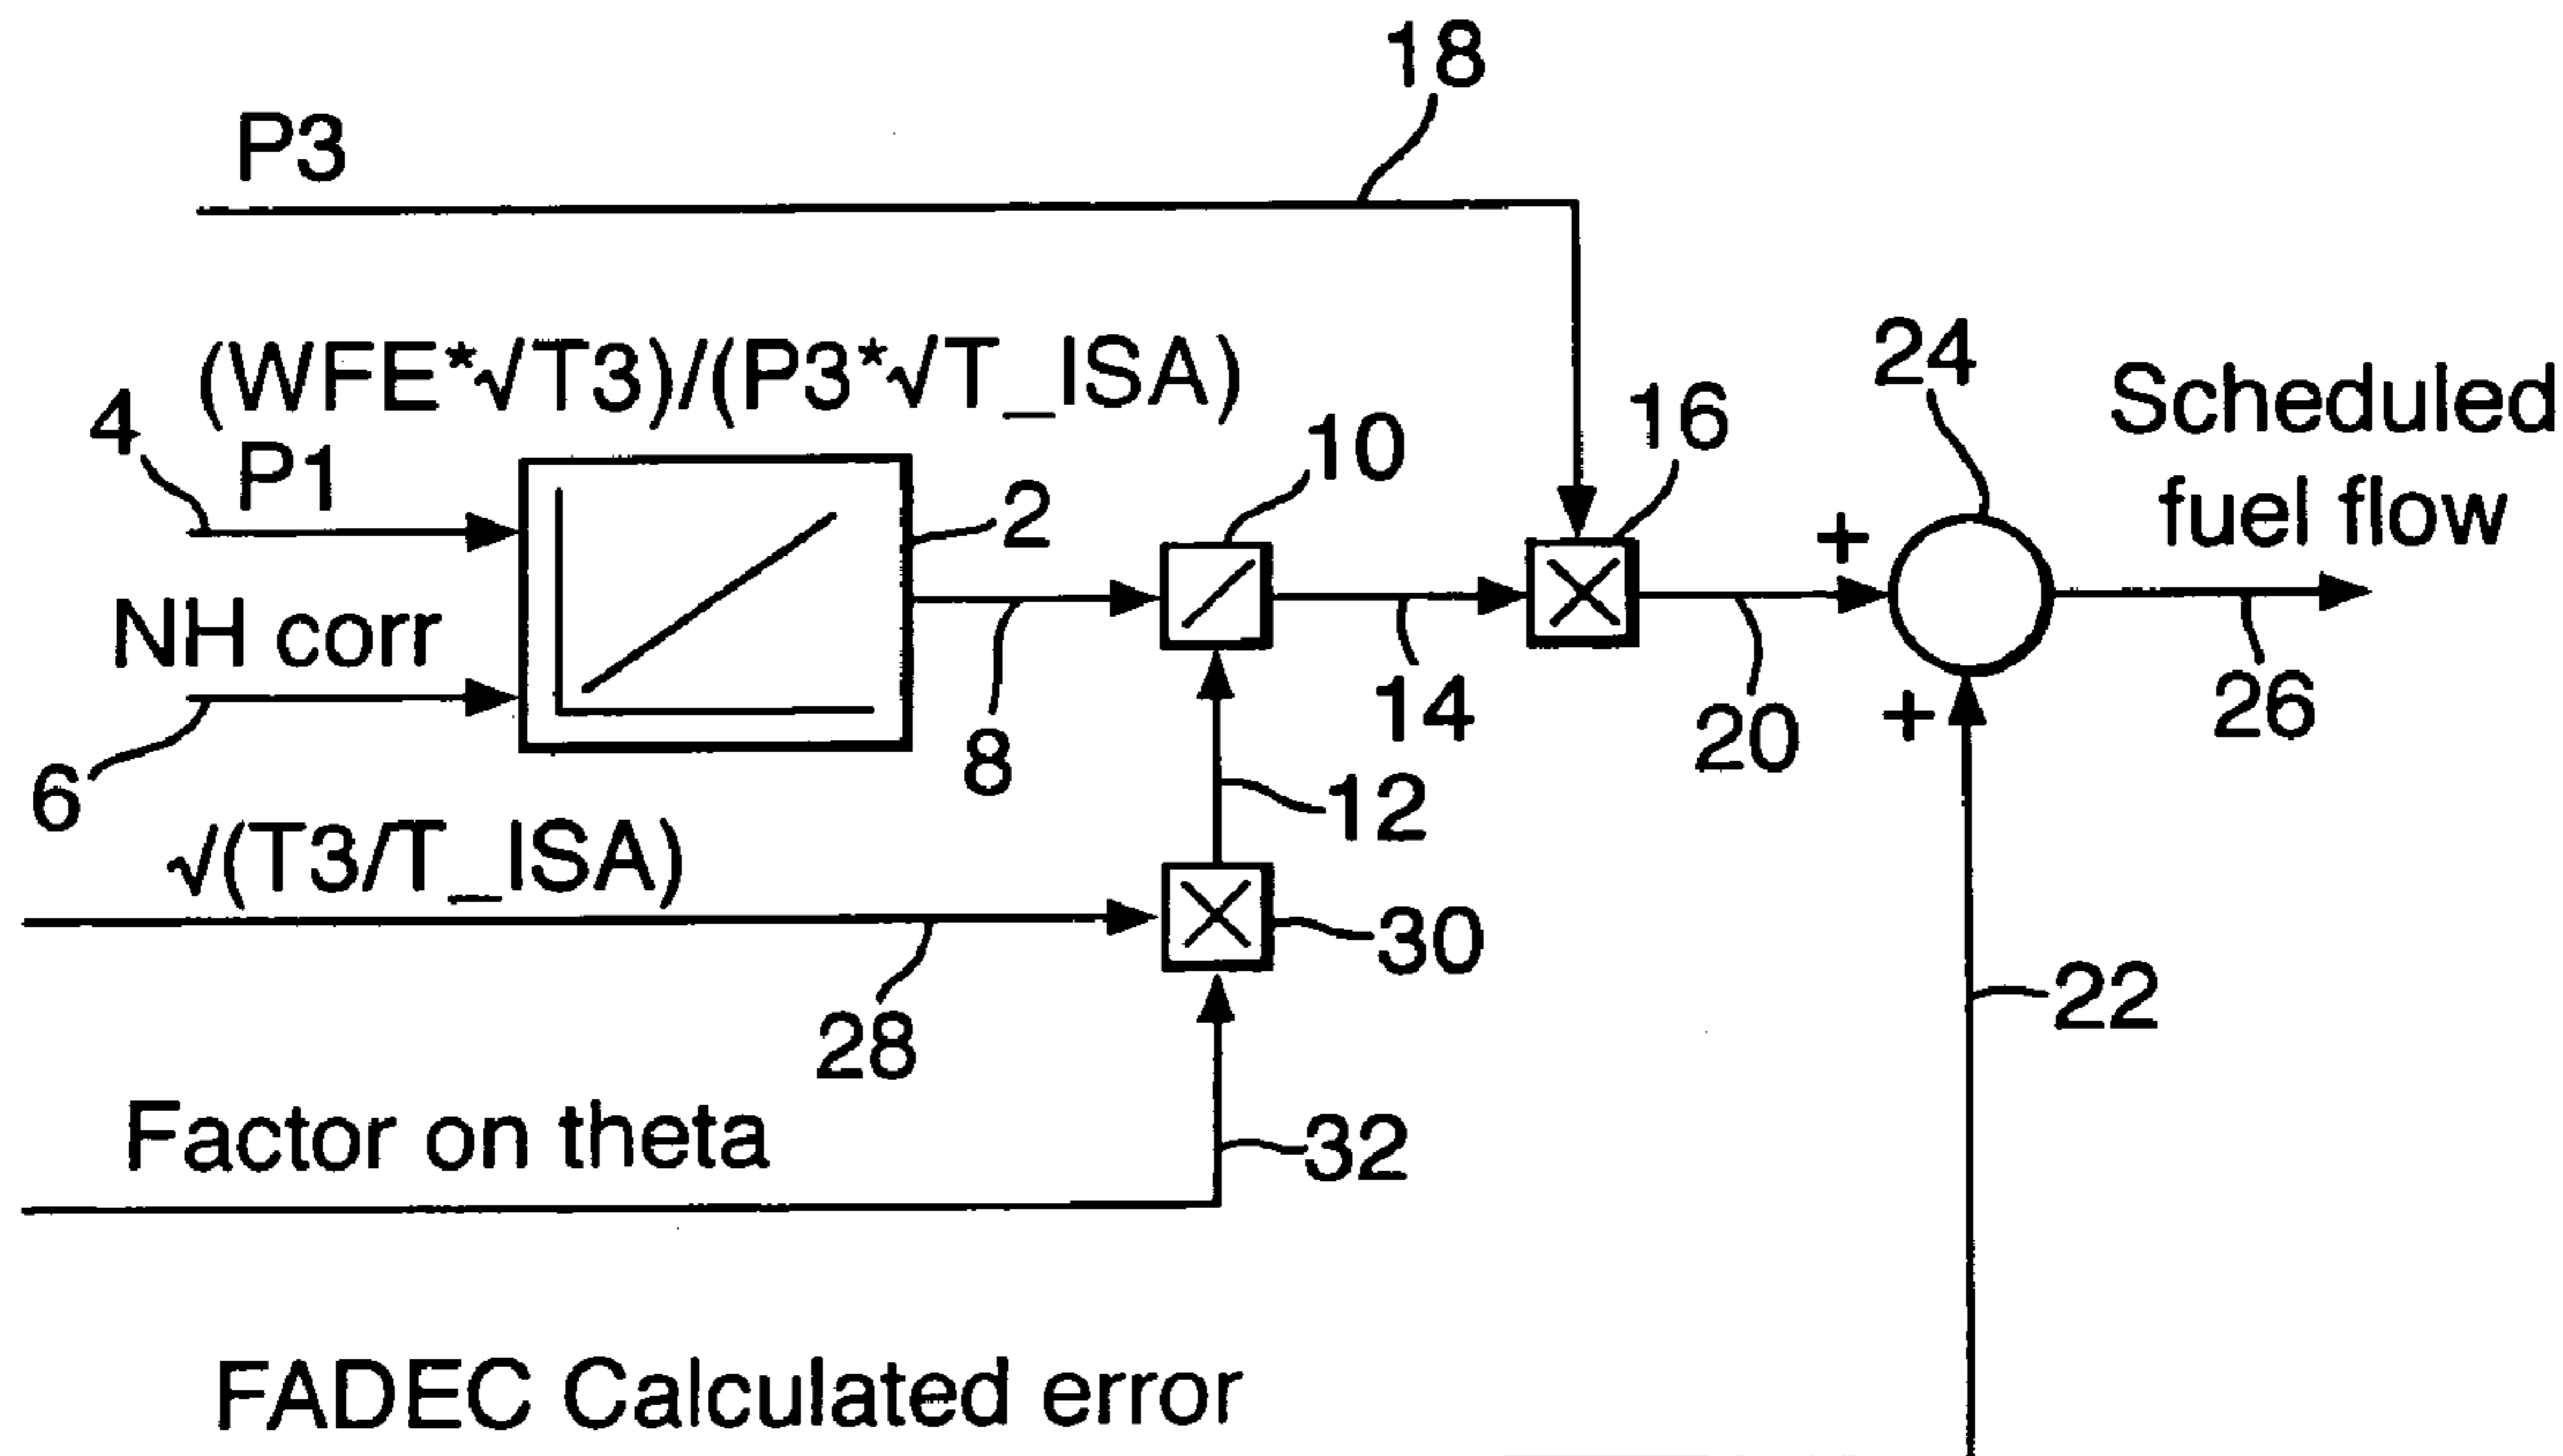 18
P3
(WFE*√T3)/(P3*√T_ISA)
24
Scheduled
fuel flow
4
P1
10
16
2
+
NH corr
6
8
14
20
+
26
12
√(T3/T_ISA)
30
28
22
Factor on theta
32
FADEC Calculated error